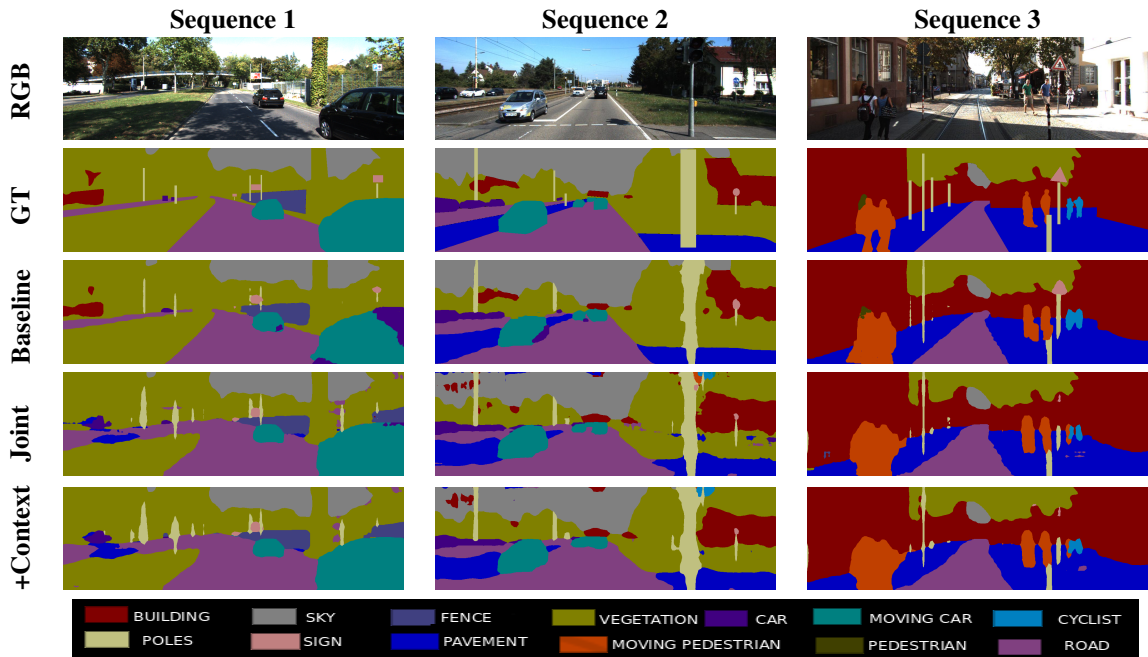 Sequence 1 Sequence 2 Sequence 3
RGB
GT
Baseline
Joint
+Context
BUILDING SKY FENCE VEGETATION CAR MOVING CAR CYCLIST
POLES SIGN PAVEMENT MOVING PEDESTRIAN PEDESTRIAN ROAD